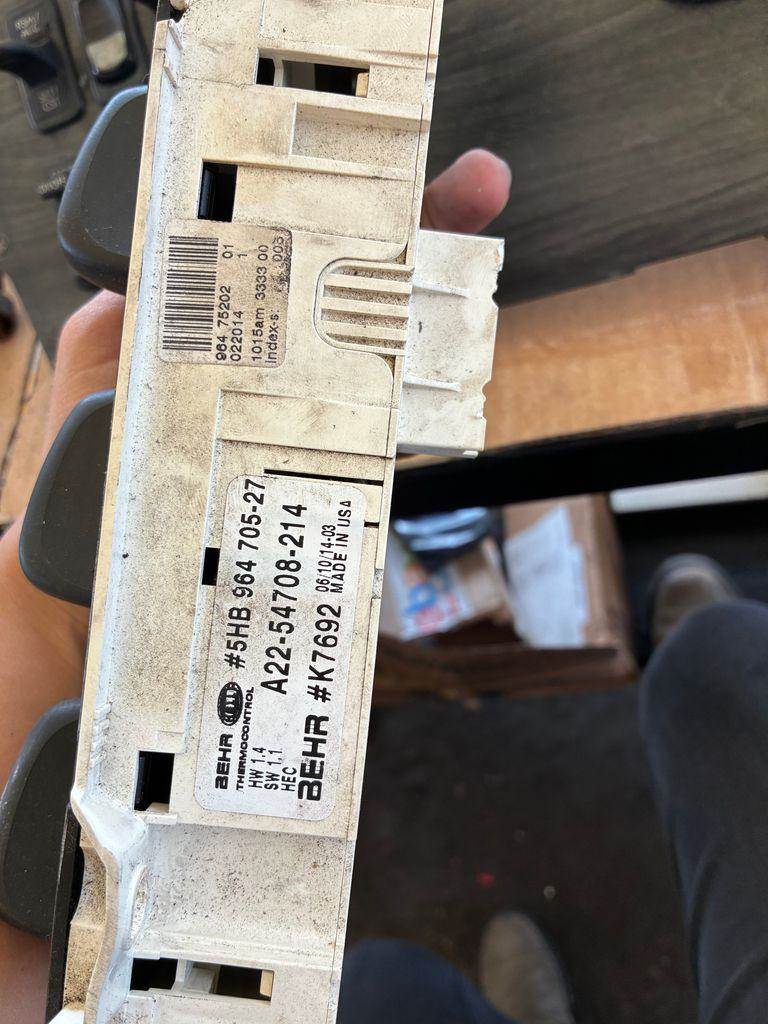 964 75202 01
022014 1
1015am 3333 00
index-s: 003
BEHR
THERMOCONTROL
#5HB 964 705-27
A22-54708-214
HW 1.4
SW 1.1
HEC
BEHR #K7692
06/10/14-03
MADE IN USA